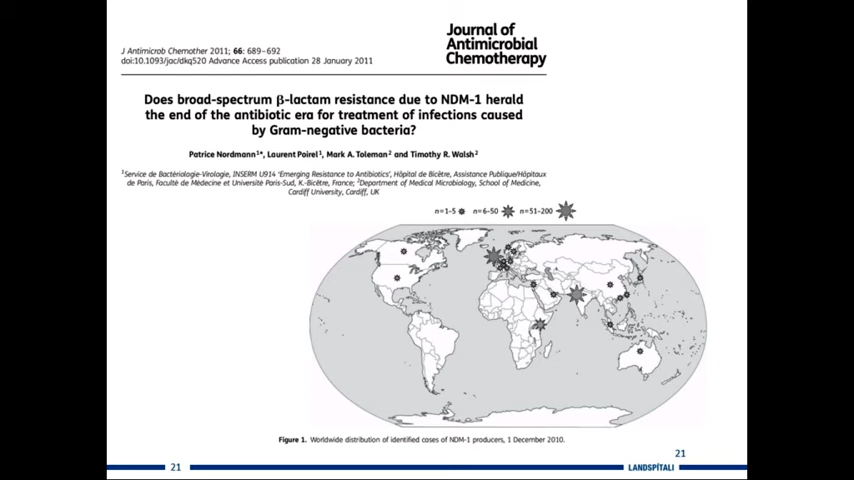 Journal of
Antimicrobial
Chemotherapy
J Antimicrob Chemother 2011; 66: 689–692
doi:10.1093/jac/dkq520 Advance Access publication 28 January 2011
Does broad-spectrum β-lactam resistance due to NDM-1 herald
the end of the antibiotic era for treatment of infections caused
by Gram-negative bacteria?
Patrice Nordmann1*, Laurent Poirel1, Mark A. Toleman2 and Timothy R. Walsh2
1Service de Bactériologie-Virologie, INSERM U914 'Emerging Resistance to Antibiotics', Hôpital de Bicêtre, Assistance Publique/Hôpitaux
de Paris, Faculté de Médecine et Université Paris-Sud, K.-Bicêtre, France; 2Department of Medical Microbiology, School of Medicine,
Cardiff University, Cardiff, UK
n=1–5 n=6–50 n=51–200
Figure 1. Worldwide distribution of identified cases of NDM-1 producers, 1 December 2010.
21
21
LANDSPÍTALI